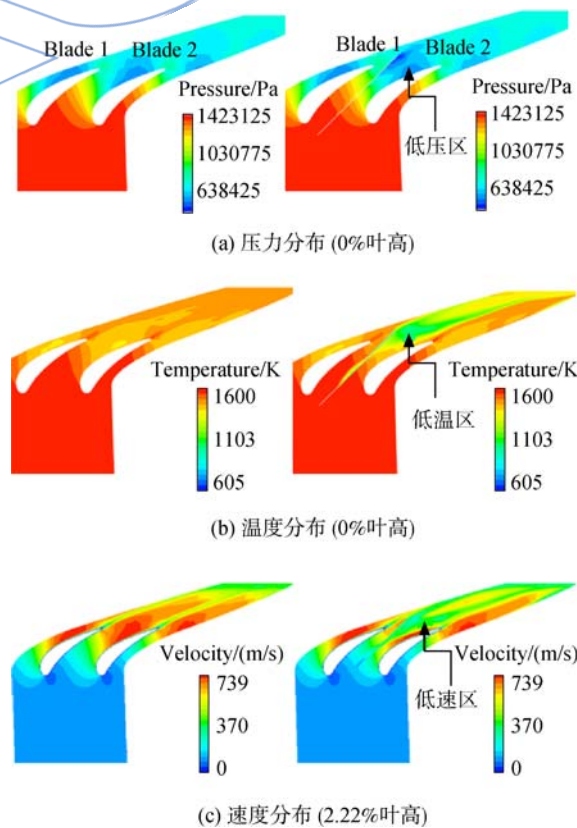 Blade 1 Blade 2 Blade 1 Blade 2
Pressure/Pa Pressure/Pa
1423125 1423125
1030775 1030775
低压区
638425 638425
(a) 压力分布 (0%叶高)
Temperature/K Temperature/K
1600 1600
低温区
1103 1103
605 605
(b) 温度分布 (0%叶高)
Velocity/(m/s) Velocity/(m/s)
739 739
低速区
370 370
0 0
(c) 速度分布 (2.22%叶高)